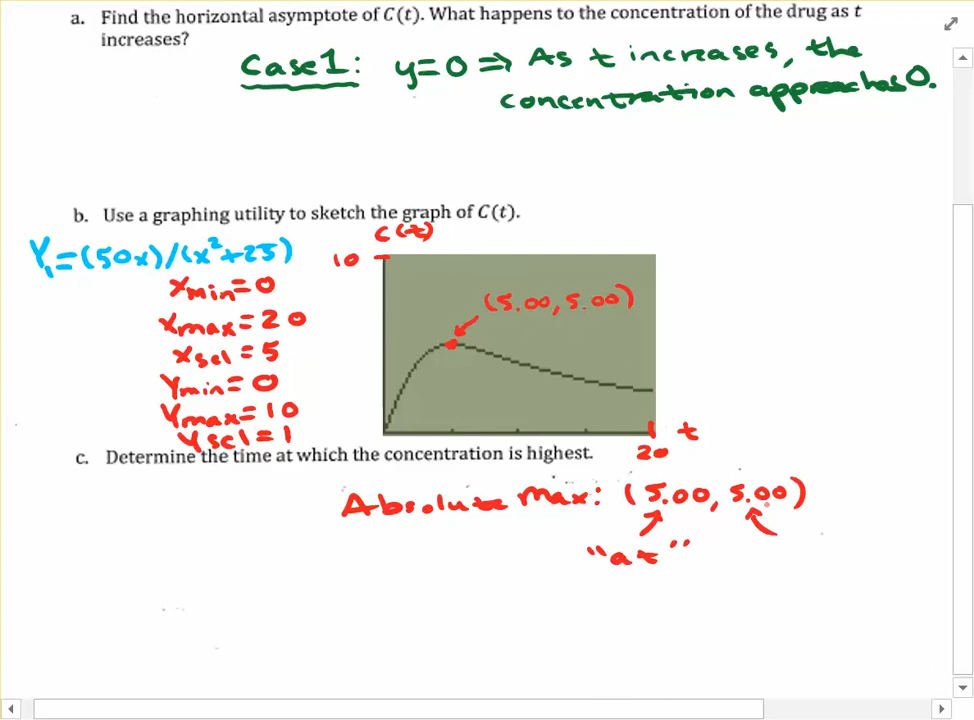 a. Find the horizontal asymptote of C(t). What happens to the concentration of the drug as t
increases?
Case 1: y=0 ⇒ As t increases, the
concentration approaches 0.
b. Use a graphing utility to sketch the graph of C(t).
C(t)
Y₁=(50x)/(x²+25)
10
xmin=0
(5.00, 5.00)
xmax=20
xscl=5
Ymin=0
Ymax=10
t
Yscl=1
20
c. Determine the time at which the concentration is highest.
Absolute max: (5.00, 5.00)
"at"